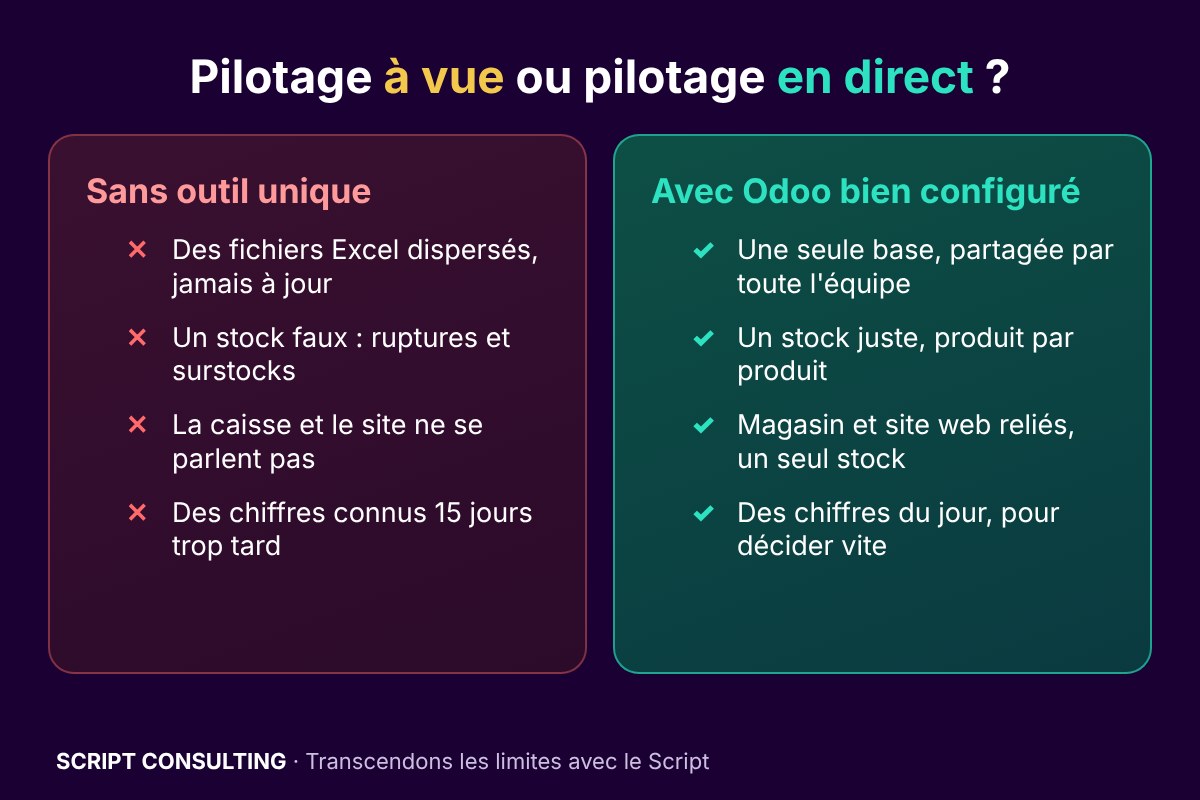 Pilotage à vue ou pilotage en direct ?
Sans outil unique
✕ Des fichiers Excel dispersés,
jamais à jour
✕ Un stock faux : ruptures et
surstocks
✕ La caisse et le site ne se
parlent pas
✕ Des chiffres connus 15 jours
trop tard
Avec Odoo bien configuré
✓ Une seule base, partagée par
toute l'équipe
✓ Un stock juste, produit par
produit
✓ Magasin et site web reliés,
un seul stock
✓ Des chiffres du jour, pour
décider vite
SCRIPT CONSULTING · Transcendons les limites avec le Script